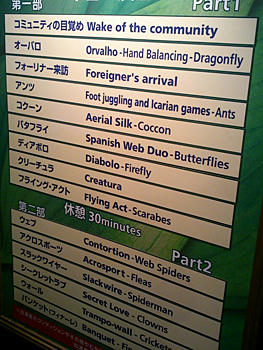 第一部 Part1
コミュニティの目覚め Wake of the community
オーバロ Orvalho-Hand Balancing-Dragonfly
フォーリナー来訪 Foreigner's arrival
アンツ Foot juggling and Icarian games-Ants
コクーン Aerial Silk-Coccon
バタフライ Spanish Web Duo-Butterflies
ディアボロ Diabolo-Firefly
クリーチュラ Creatura
フライング・アクト Flying Act-Scarabes
休憩 30minutes
第二部 Part2
ウェブ Contortion-Web Spiders
アクロスポーツ Acrosport-Fleas
スラックワイヤー Slackwire-Spiderman
シークレットラブ Secret Love-Clowns
ウォール Trampo-wall-Crickets
バンケット(フィナーレ) Banquet-